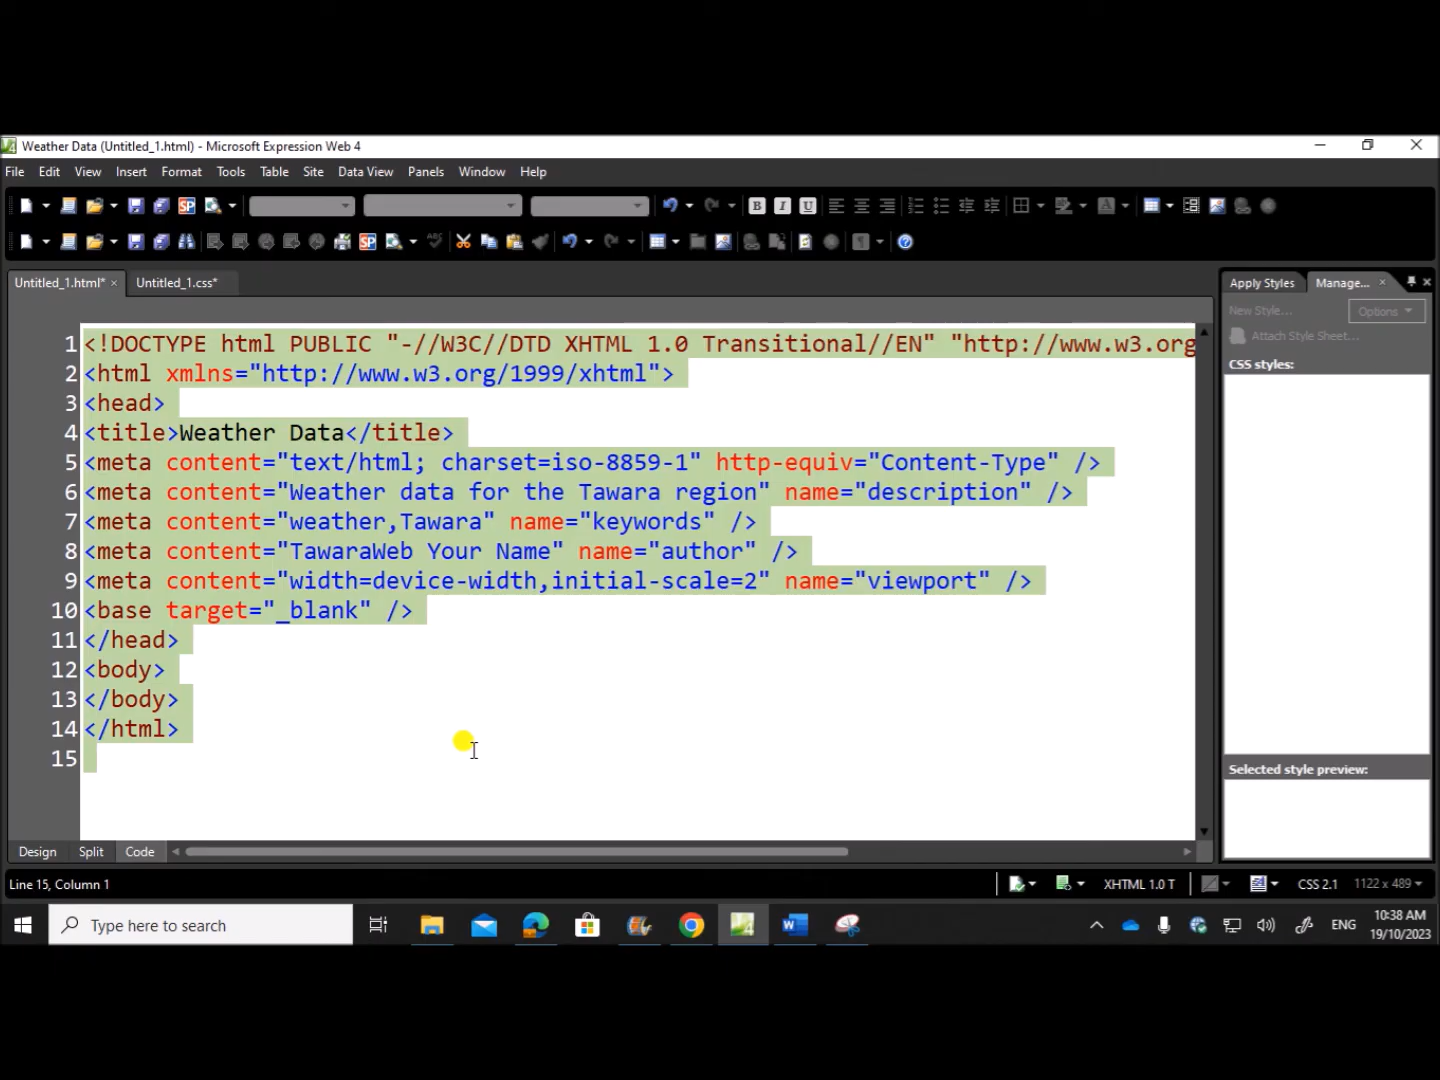 Weather Data (Untitled_1.html) - Microsoft Expression Web 4
File Edit View Insert Format Tools Table Site Data View Panels Window Help
Untitled_1.html* Untitled_1.css*
Apply Styles Manage...
New Style... Options
Attach Style Sheet...
CSS styles:
1 <!DOCTYPE html PUBLIC "-//W3C//DTD XHTML 1.0 Transitional//EN" "http://www.w3.org
2 <html xmlns="http://www.w3.org/1999/xhtml">
3 <head>
4 <title>Weather Data</title>
5 <meta content="text/html; charset=iso-8859-1" http-equiv="Content-Type" />
6 <meta content="Weather data for the Tawara region" name="description" />
7 <meta content="weather,Tawara" name="keywords" />
8 <meta content="TawaraWeb Your Name" name="author" />
9 <meta content="width=device-width,initial-scale=2" name="viewport" />
10 <base target="_blank" />
11 </head>
12 <body>
13 </body>
14 </html>
15
Selected style preview:
Design Split Code
Line 15, Column 1
XHTML 1.0 T CSS 2.1 1122 x 489
Type here to search
ENG
10:38 AM
19/10/2023